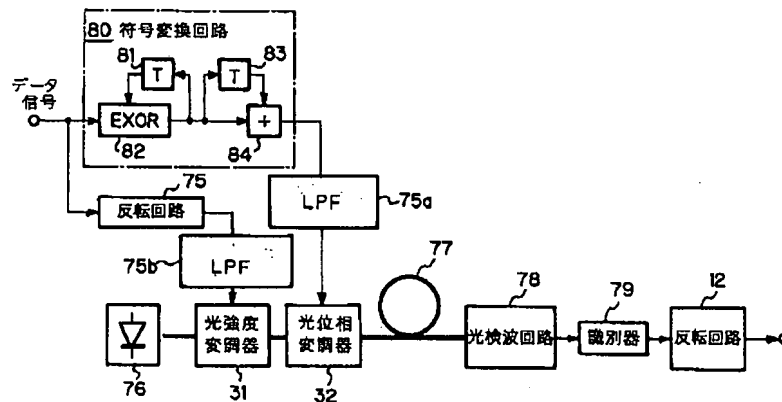 80 符号変換回路
81
83
T
T
データ
信号
EXOR
+
82
84
75
反転回路
LPF
75a
75b
LPF
77
78
79
12
光強度
変調器
光位相
変調器
光検波回路
識別器
反転回路
76
31
32